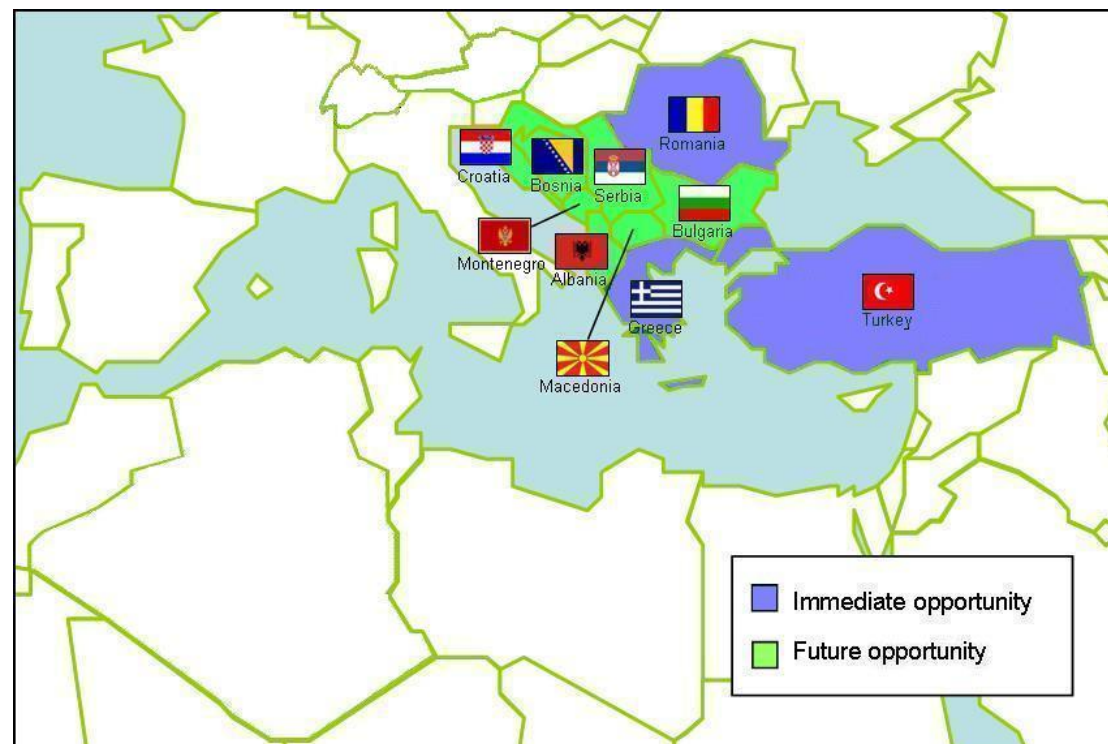 Romania
Croatia
Bosnia
Serbia
Bulgaria
Montenegro
Albania
Greece
Turkey
Macedonia
Immediate opportunity
Future opportunity